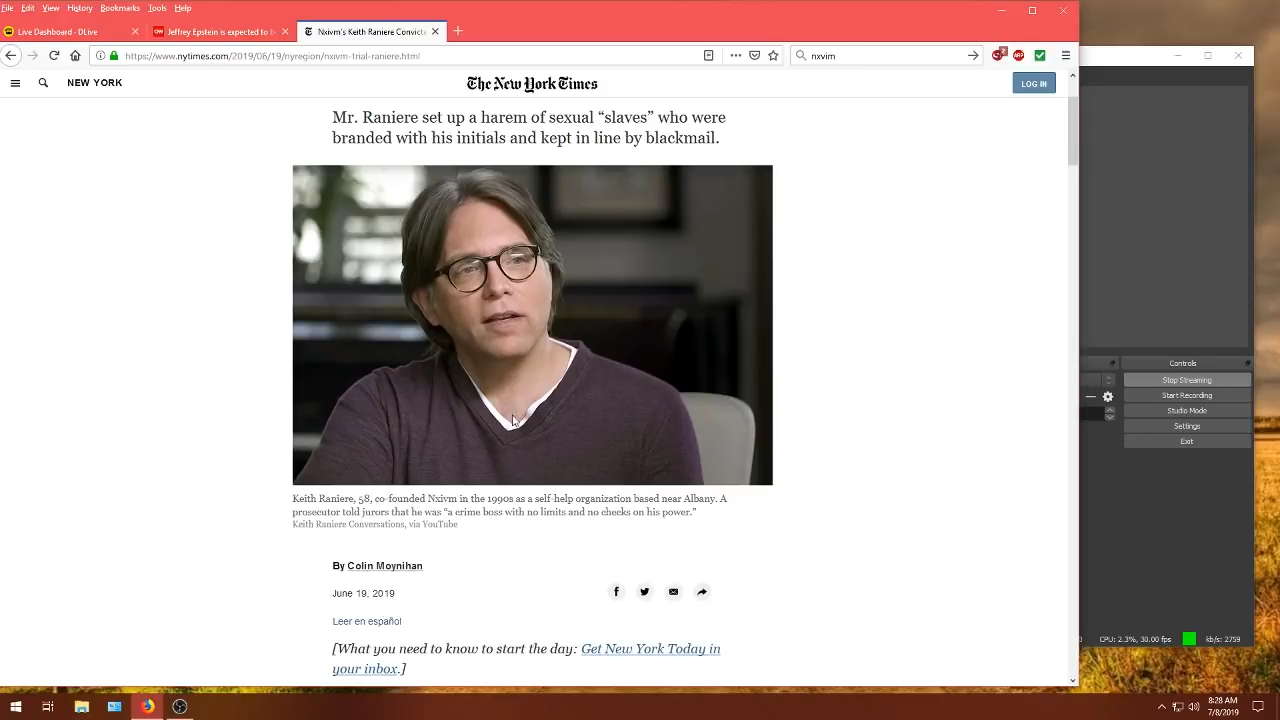 File Edit View History Bookmarks Tools Help
Live Dashboard - DLive
Jeffrey Epstein is expected to b
Nxivm's Keith Raniere Convicte
https://www.nytimes.com/2019/06/19/nyregion/nxivm-trial-raniere.html
nxvim
ABP
NEW YORK
The New York Times
LOG IN
Mr. Raniere set up a harem of sexual “slaves” who were
branded with his initials and kept in line by blackmail.
Keith Raniere, 58, co-founded Nxivm in the 1990s as a self-help organization based near Albany. A
prosecutor told jurors that he was “a crime boss with no limits and no checks on his power.”
Keith Raniere Conversations, via YouTube
By Colin Moynihan
June 19, 2019
Leer en español
[What you need to know to start the day: Get New York Today in
your inbox.]
Controls
Stop Streaming
Start Recording
Studio Mode
Settings
Exit
CPU: 2.3%, 30.00 fps
kb/s: 2759
8:28 AM
7/8/2019